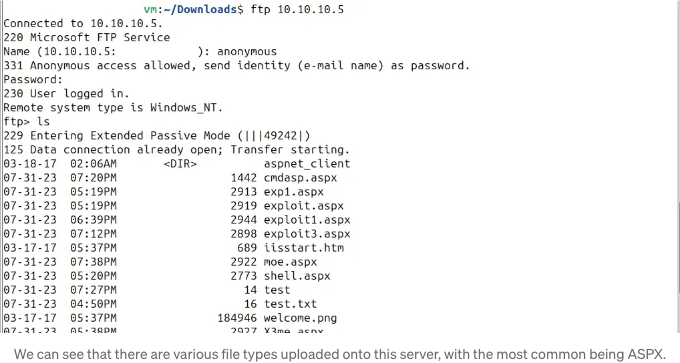 vm:~/Downloads$ ftp 10.10.10.5
Connected to 10.10.10.5.
220 Microsoft FTP Service
Name (10.10.10.5: ): anonymous
331 Anonymous access allowed, send identity (e-mail name) as password.
Password:
230 User logged in.
Remote system type is Windows_NT.
ftp> ls
229 Entering Extended Passive Mode (|||49242|)
125 Data connection already open; Transfer starting.
03-18-17 02:06AM <DIR> aspnet_client
07-31-23 07:20PM 1442 cmdasp.aspx
07-31-23 05:19PM 2913 exp1.aspx
07-31-23 05:19PM 2919 exploit.aspx
07-31-23 06:39PM 2944 exploit1.aspx
07-31-23 07:12PM 2898 exploit3.aspx
03-17-17 05:37PM 689 iisstart.htm
07-31-23 07:38PM 2922 moe.aspx
07-31-23 05:20PM 2773 shell.aspx
07-31-23 07:27PM 14 test
07-31-23 04:50PM 16 test.txt
03-17-17 05:37PM 184946 welcome.png
07-31-23 05:38PM 2927 X3me.aspx
We can see that there are various file types uploaded onto this server, with the most common being ASPX.